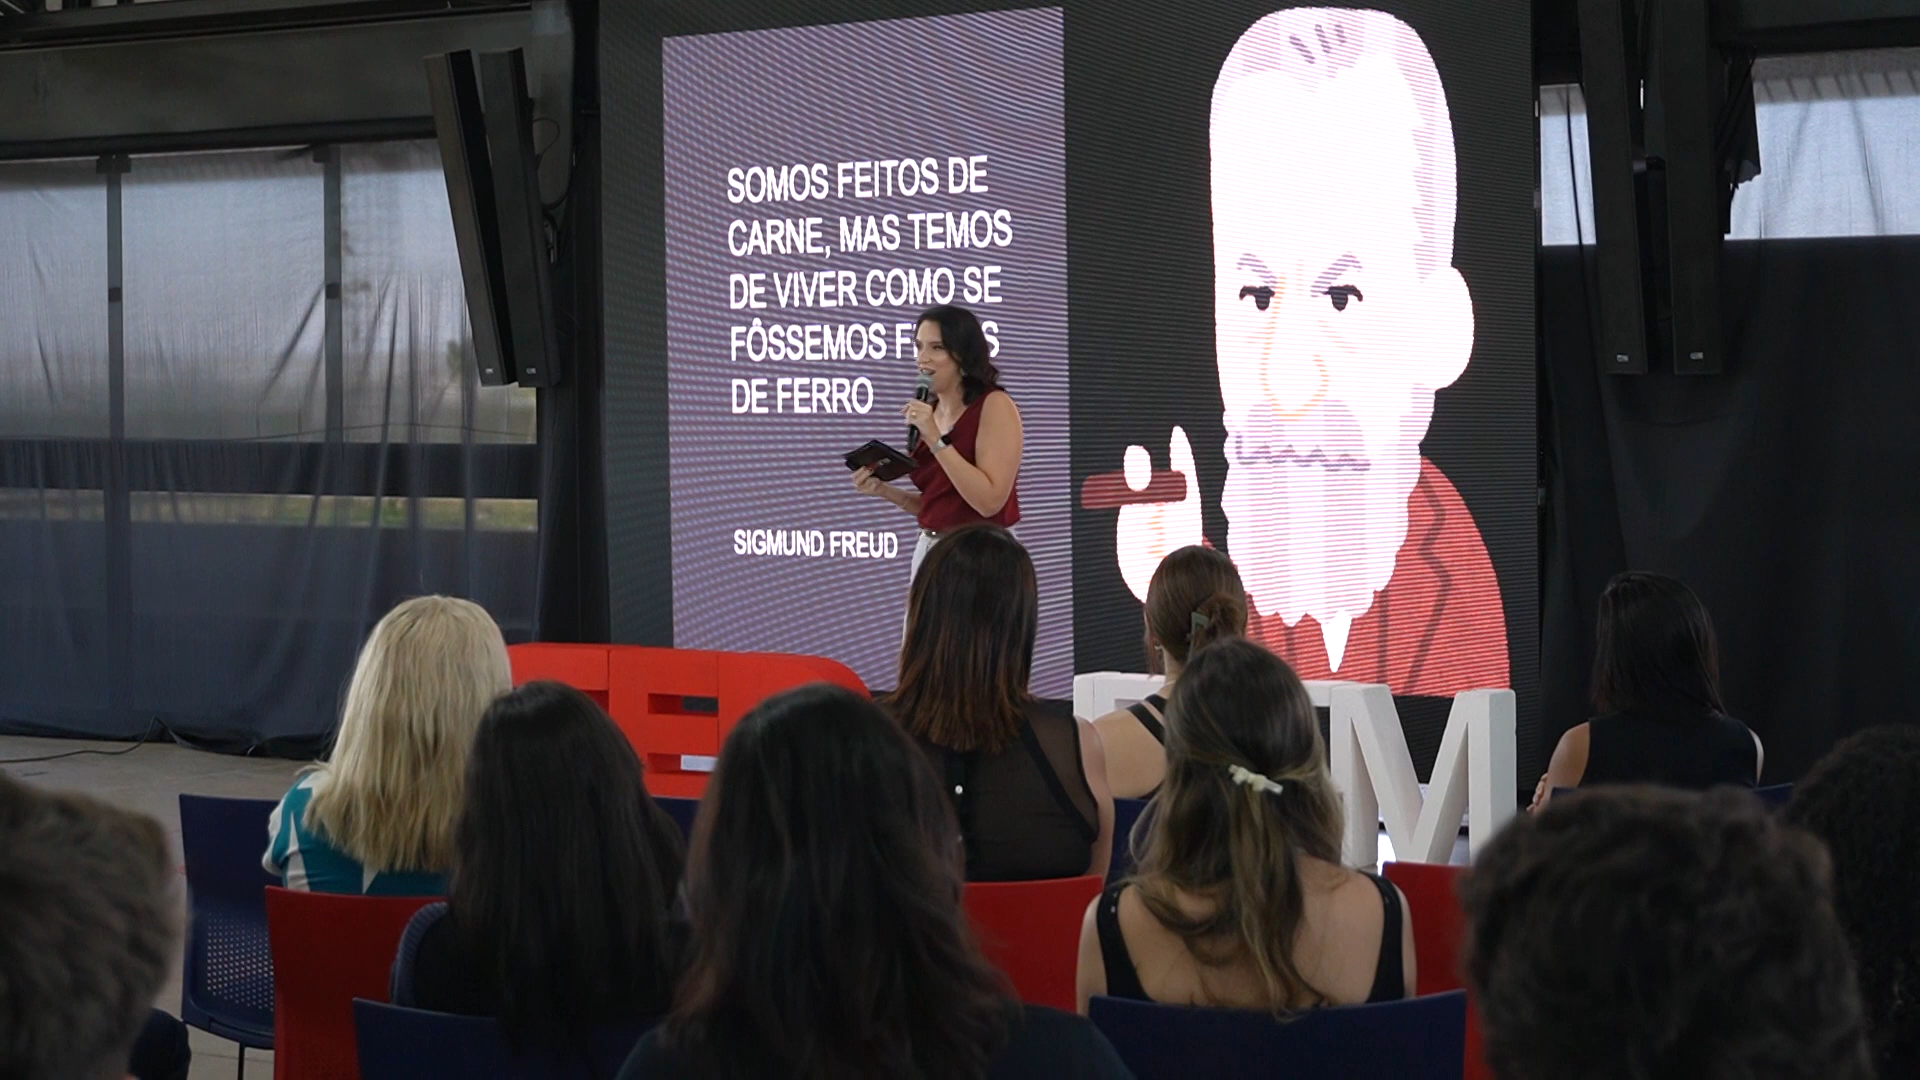 SOMOS FEITOS DE
CARNE, MAS TEMOS
DE VIVER COMO SE
FÔSSEMOS
DE FERRO
SIGMUND FREUD
M